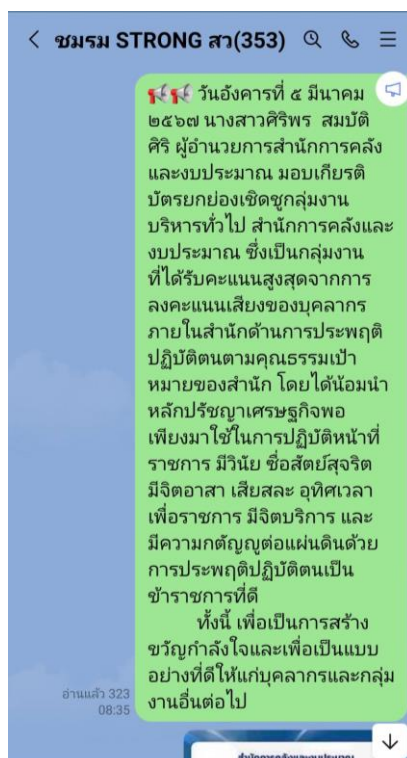 ชมรม STRONG สว(353)
วันอังคารที่ ๕ มีนาคม
๒๕๖๗ นางสาวศิริพร สมบัติ
ศิริ ผู้อำนวยการสำนักการคลัง
และงบประมาณ มอบเกียรติ
บัตรยกย่องเชิดชูกลุ่มงาน
บริหารทั่วไป สำนักการคลังและ
งบประมาณ ซึ่งเป็นกลุ่มงาน
ที่ได้รับคะแนนสูงสุดจากการ
ลงคะแนนเสียงของบุคลากร
ภายในสำนักด้านการประพฤติ
ปฏิบัติตนตามคุณธรรมเป้า
หมายของสำนัก โดยได้น้อมนำ
หลักปรัชญาเศรษฐกิจพอ
เพียงมาใช้ในการปฏิบัติหน้าที่
ราชการ มีวินัย ซื่อสัตย์สุจริต
มีจิตอาสา เสียสละ อุทิศเวลา
เพื่อราชการ มีจิตบริการ และ
มีความกตัญญูต่อแผ่นดินด้วย
การประพฤติปฏิบัติตนเป็น
ข้าราชการที่ดี
ทั้งนี้ เพื่อเป็นการสร้าง
ขวัญกำลังใจและเพื่อเป็นแบบ
อย่างที่ดีให้แก่บุคลากรและกลุ่ม
งานอื่นต่อไป
อ่านแล้ว 323
08:35
สำนักการคลังและงบประมาณ